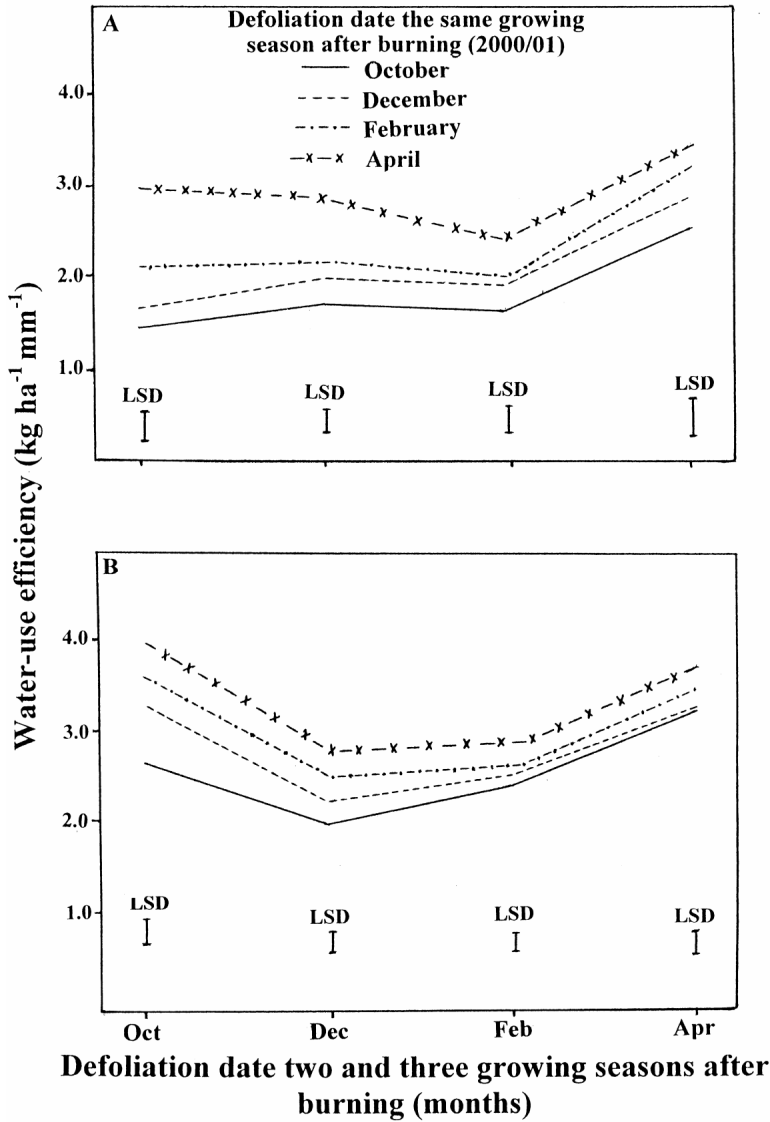 A
Defoliation date the same growing
season after burning (2000/01)
October
December
February
April
4.0
3.0
2.0
1.0
LSD
LSD
LSD
LSD
Water-use efficiency (kg ha⁻¹ mm⁻¹)
B
4.0
3.0
2.0
1.0
LSD
LSD
LSD
LSD
Oct Dec Feb Apr
Defoliation date two and three growing seasons after
burning (months)